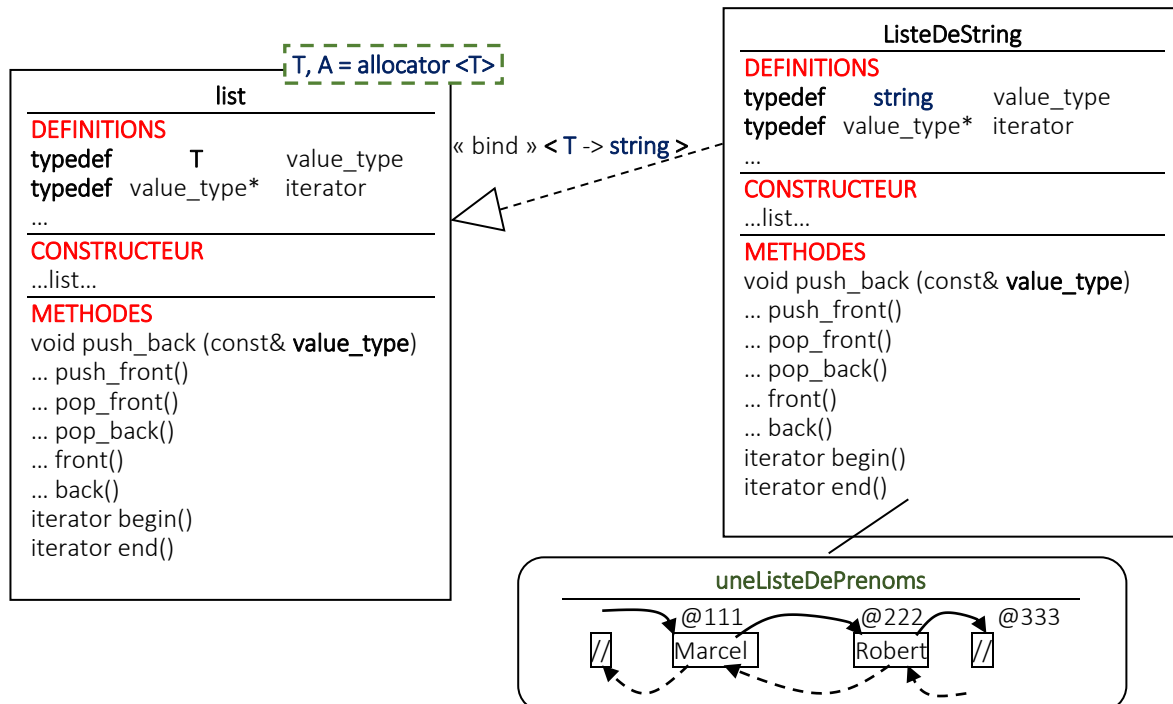 T, A = allocator <T>
list
DEFINITIONS
typedef T value_type
typedef value_type* iterator
...
CONSTRUCTEUR
...list...
METHODES
void push_back (const& value_type)
... push_front()
... pop_front()
... pop_back()
... front()
... back()
iterator begin()
iterator end()
« bind » < T -> string >
ListeDeString
DEFINITIONS
typedef string value_type
typedef value_type* iterator
...
CONSTRUCTEUR
...list...
METHODES
void push_back (const& value_type)
... push_front()
... pop_front()
... pop_back()
... front()
... back()
iterator begin()
iterator end()
uneListeDePrenoms
@111 @222 @333
// Marcel Robert //